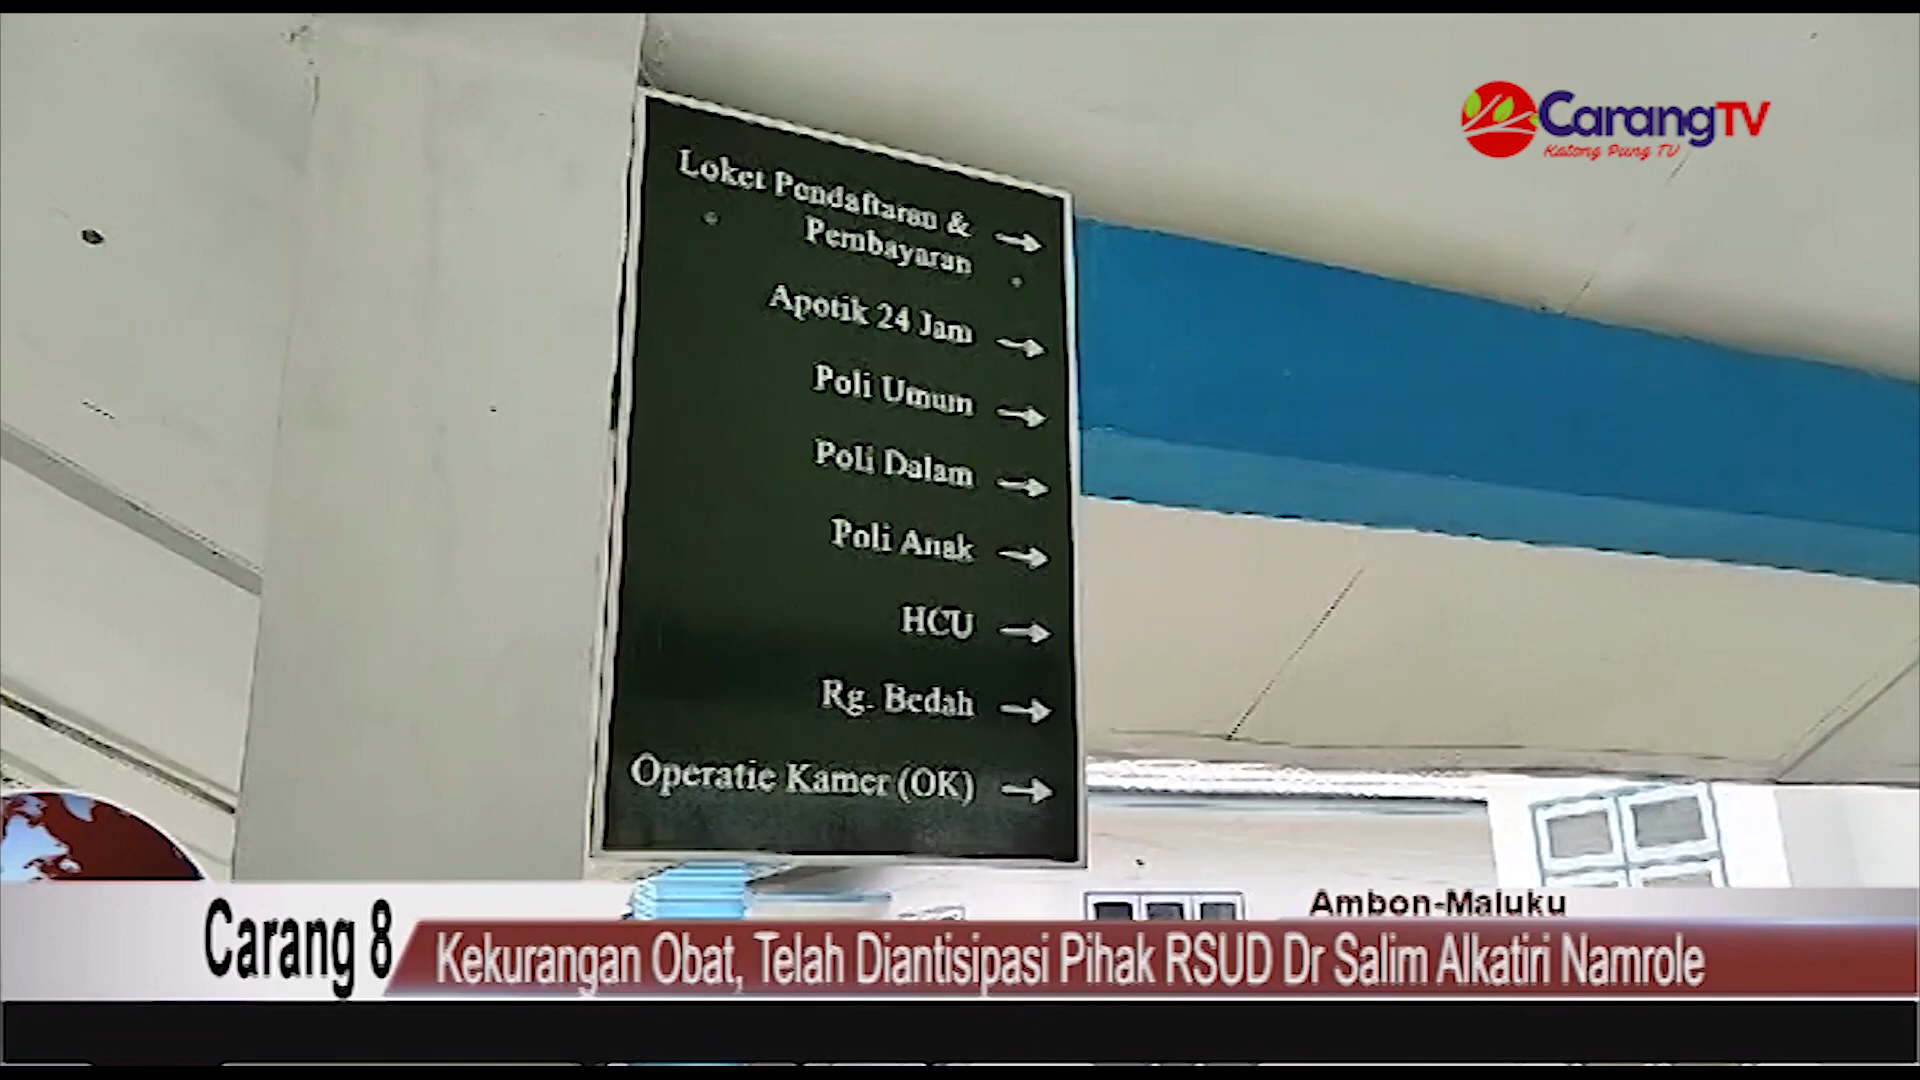 CarangTV
Katong Pung TV
Loket Pendaftaran &
Pembayaran
Apotik 24 Jam
Poli Umum
Poli Dalam
Poli Anak
HCU
Rg. Bedah
Operatie Kamer (OK)
Ambon-Maluku
Carang 8
Kekurangan Obat, Telah Diantisipasi Pihak RSUD Dr Salim Alkatiri Namrole